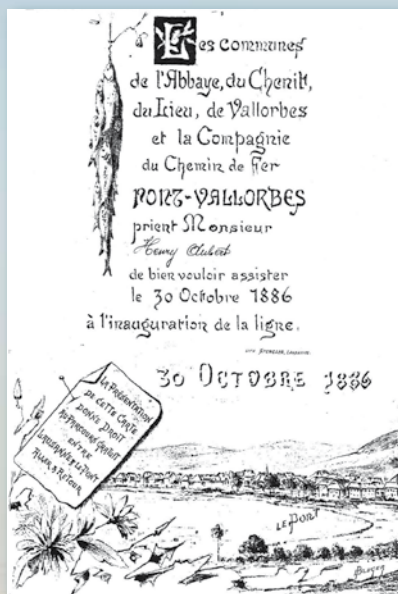 Les communes
de l'Abbaye, du Chenit,
du Lieu, de Vallorbes
et la Compagnie
du Chemin de Fer
PONT-VALLORBES
prient Monsieur
Henry Aubert
de bien vouloir assister
le 30 Octobre 1886
à l'inauguration de la ligne.
30 OCTOBRE 1886
LA PRÉSENTATION
DE CETTE CARTE
DONNE DROIT
AU PARCOURS GRATUIT
ENTRE
LAUSANNE & LE PONT
ALLER & RETOUR
LE PONT